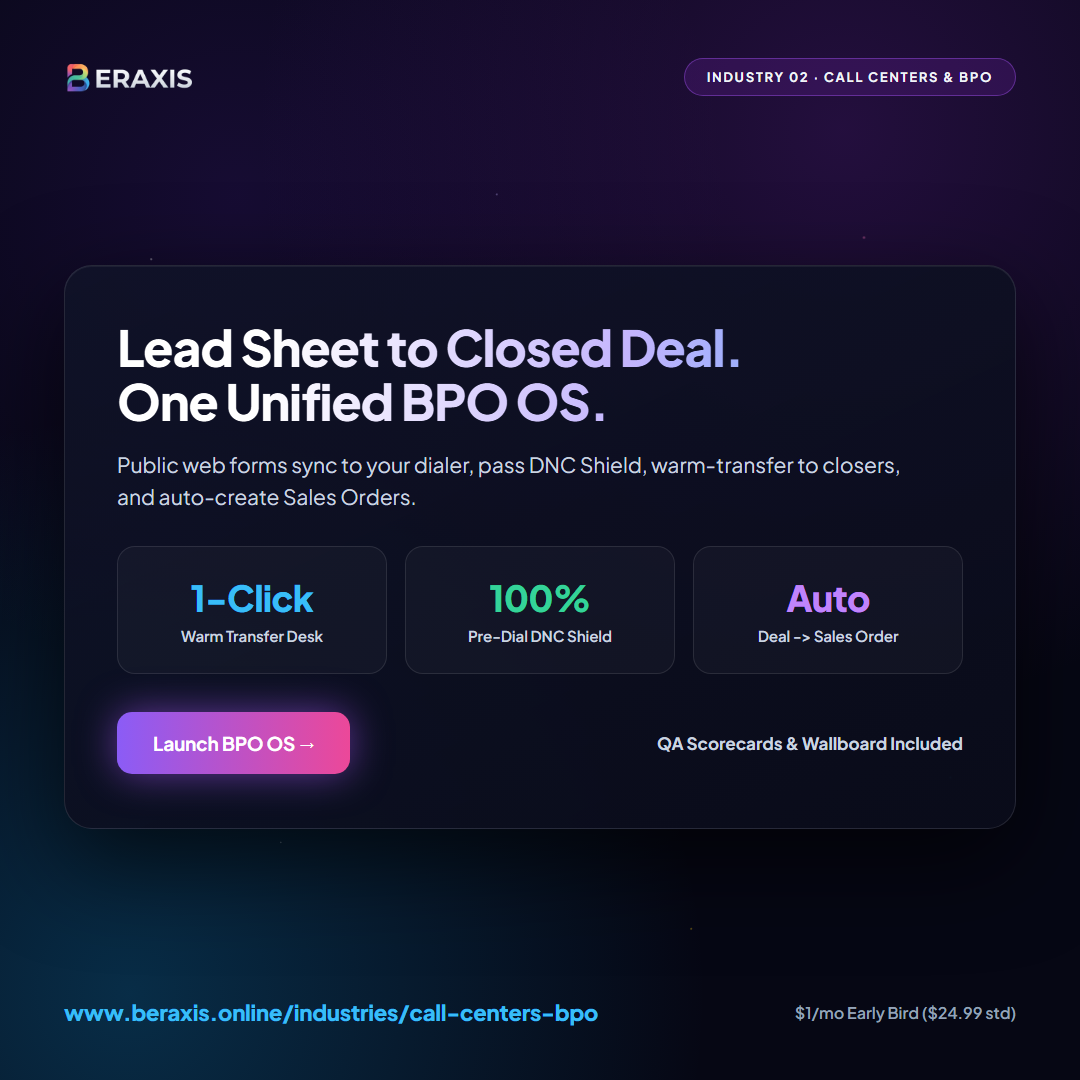 BERAXIS
INDUSTRY 02 · CALL CENTERS & BPO
Lead Sheet to Closed Deal.
One Unified BPO OS.
Public web forms sync to your dialer, pass DNC Shield, warm-transfer to closers,
and auto-create Sales Orders.
1-Click
Warm Transfer Desk
100%
Pre-Dial DNC Shield
Auto
Deal -> Sales Order
Launch BPO OS →
QA Scorecards & Wallboard Included
www.beraxis.online/industries/call-centers-bpo
$1/mo Early Bird ($24.99 std)